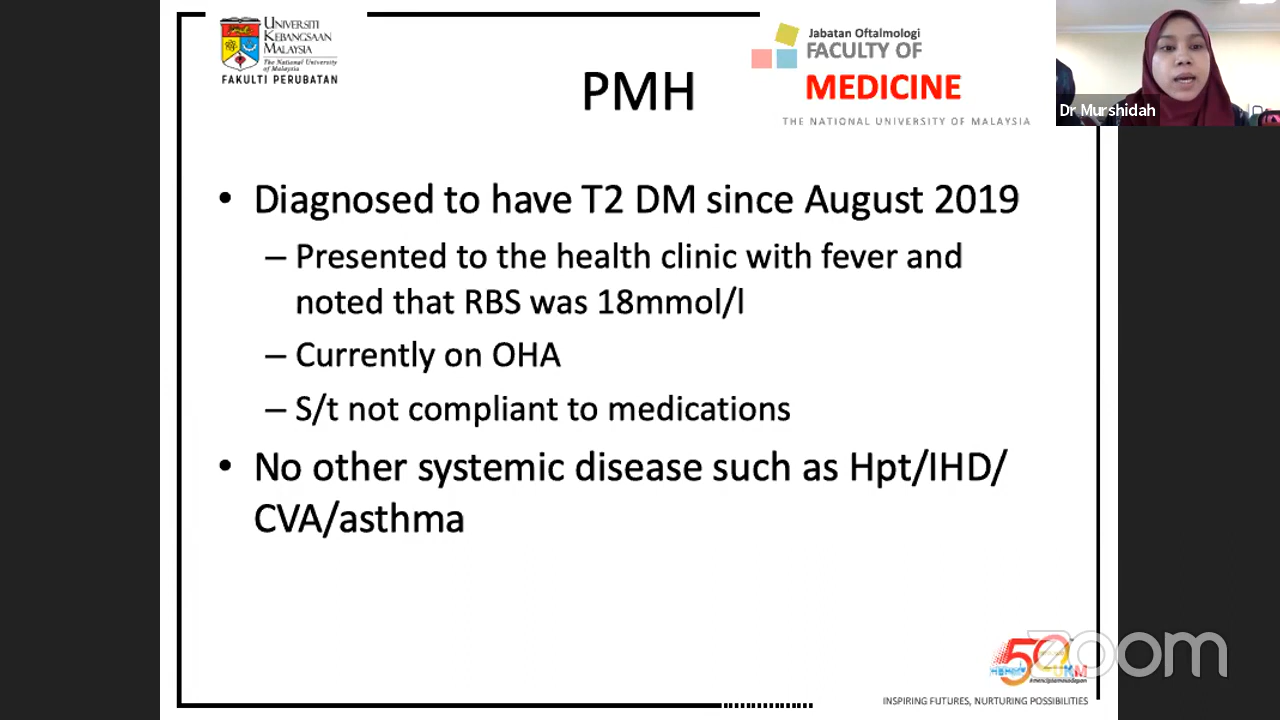 UNIVERSITI
KEBANGSAAN
MALAYSIA
The National University
of Malaysia
FAKULTI PERUBATAN
Jabatan Oftalmologi
FACULTY OF
MEDICINE
THE NATIONAL UNIVERSITY OF MALAYSIA
Dr Murshidah
PMH
• Diagnosed to have T2 DM since August 2019
– Presented to the health clinic with fever and
noted that RBS was 18mmol/l
– Currently on OHA
– S/t not compliant to medications
• No other systemic disease such as Hpt/IHD/
CVA/asthma
50
UKM
zoom
INSPIRING FUTURES, NURTURING POSSIBILITIES